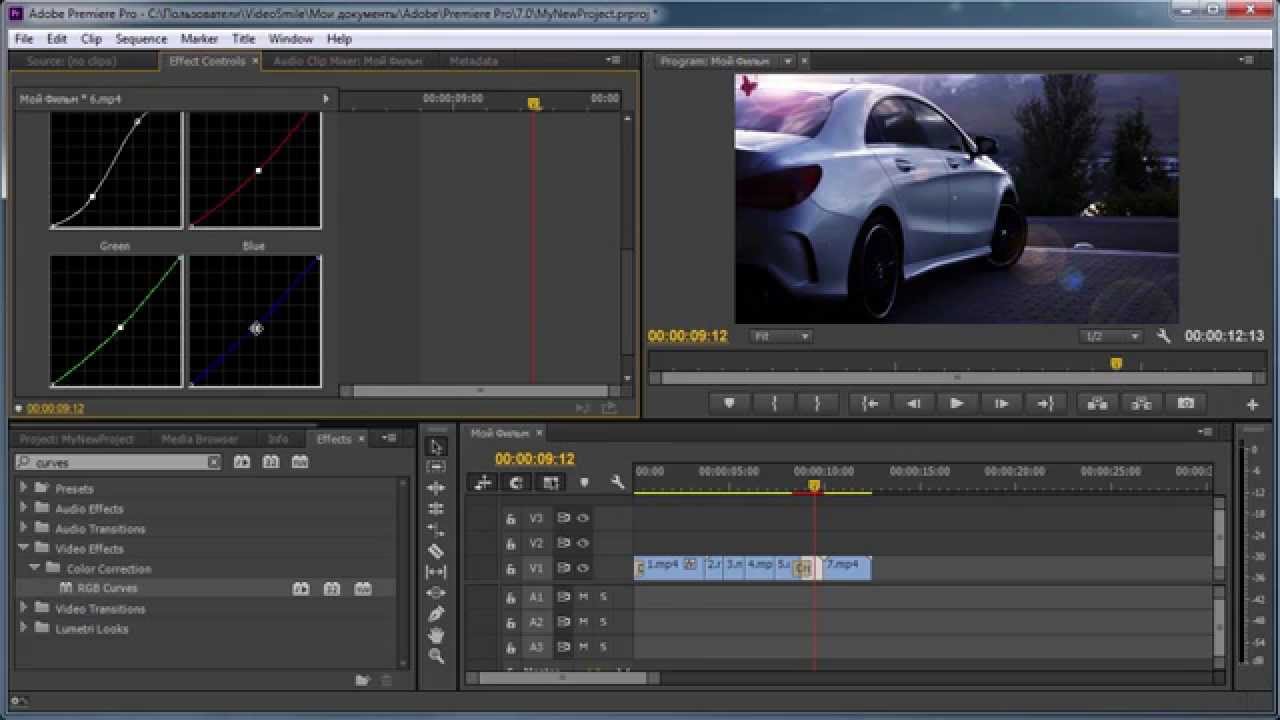 Adobe Premiere Pro - C:\Пользователи\VideoSmile\Мои документы\Adobe\Premiere Pro\7.0\MyNewProject.prproj *
File Edit Clip Sequence Marker Title Window Help
Source: (no clips) Effect Controls × Audio Clip Mixer: Мой Фильм Metadata
Program: Мой Фильм ×
Мой Фильм * 6.mp4
00:00:09:00 00:00
Green Blue
00:00:09:12 Fit 1/2 00:00:12:13
00:00:09:12
Project: MyNewProject Media Browser Info Effects ×
curves
Presets
Audio Effects
Audio Transitions
Video Effects
Color Correction
RGB Curves
Video Transitions
Lumetri Looks
Мой Фильм ×
00:00:09:12
00:00 00:00:05:00 00:00:10:00 00:00:15:00 00:00:20:00 00:00:25:00
V3
V2
V1 1.mp4 4.mp 7.mp4
A1 M S
A2 M S
A3 M S
0
-6
-12
-18
-24
-30
-36
-42
-48
-54
dB